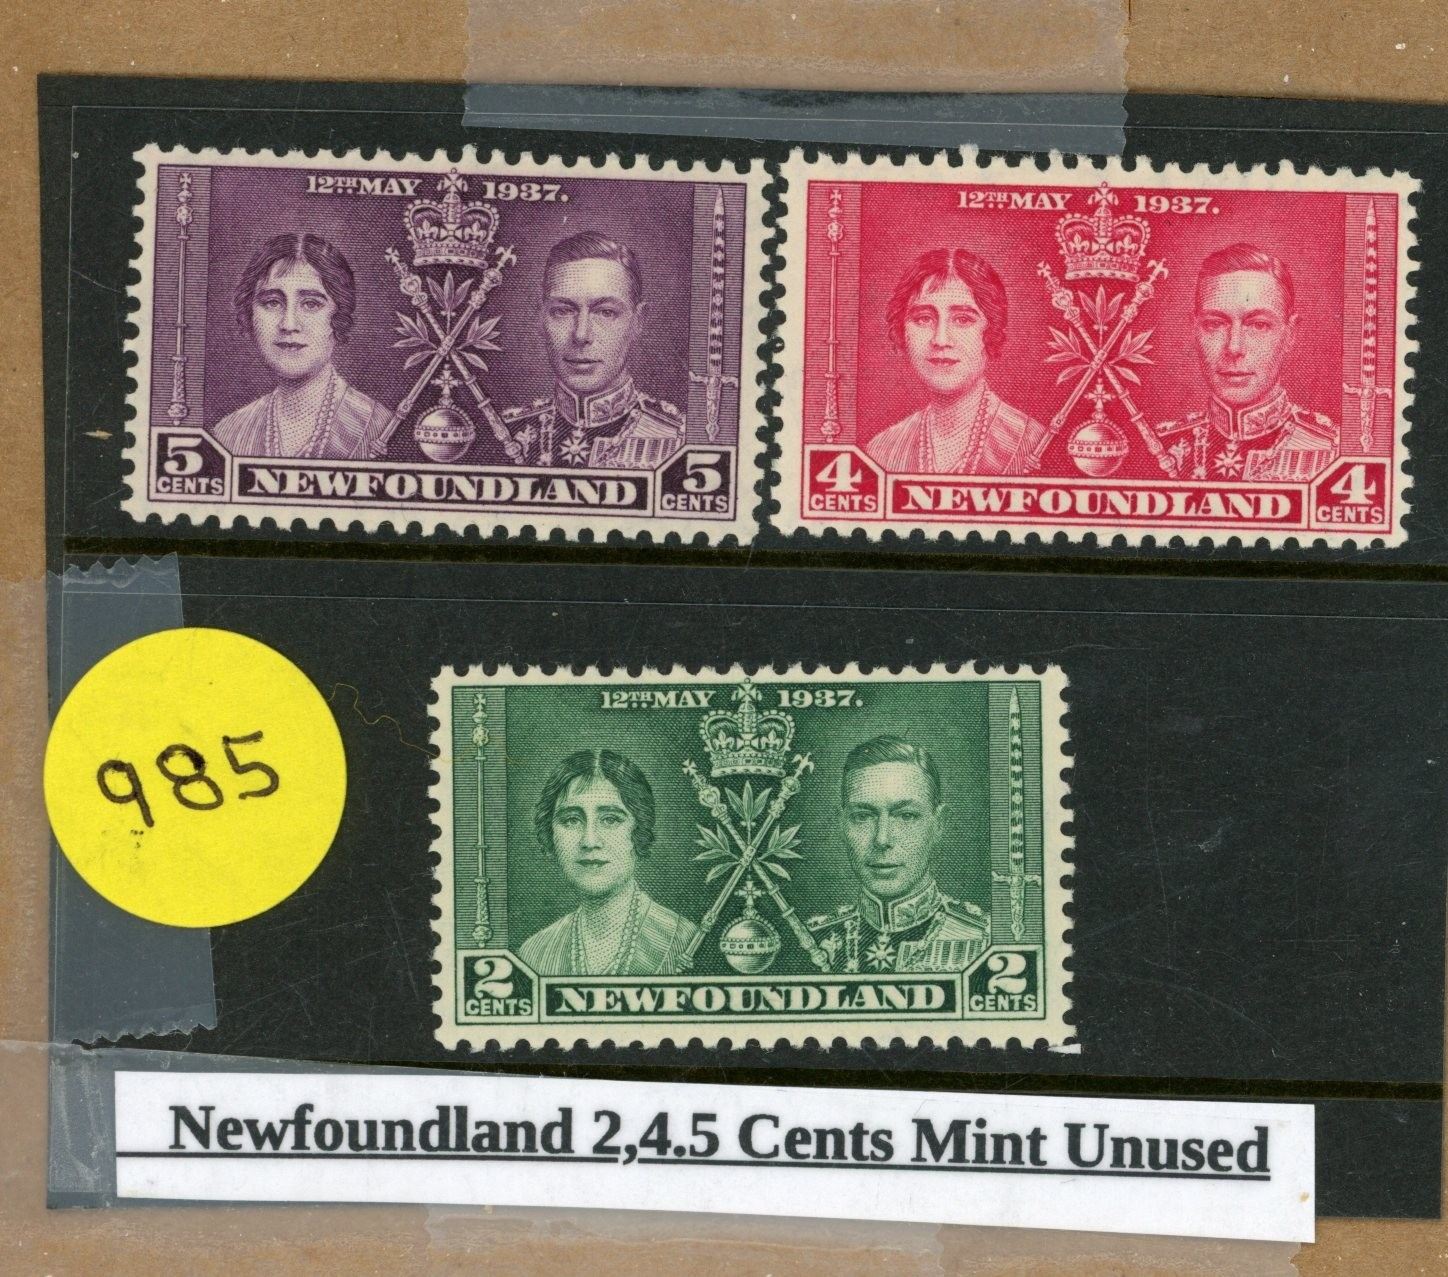 12TH MAY 1937.
5 CENTS NEWFOUNDLAND 5 CENTS
12TH MAY 1937.
4 CENTS NEWFOUNDLAND 4 CENTS
985
12TH MAY 1937.
2 CENTS NEWFOUNDLAND 2 CENTS
Newfoundland 2,4.5 Cents Mint Unused